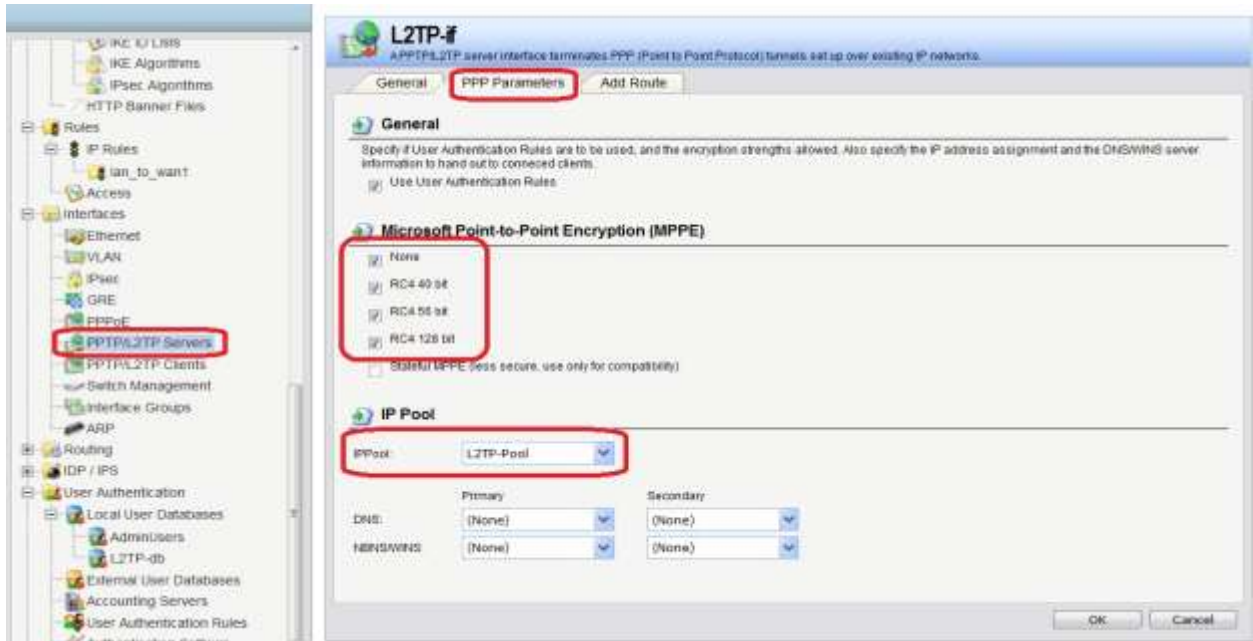 IKE ID Lists
IKE Algorithms
IPsec Algorithms
HTTP Banner Files
Rules
IP Rules
lan_to_wan1
Access
Interfaces
Ethernet
VLAN
IPsec
GRE
PPPoE
PPTP/L2TP Servers
PPTP/L2TP Clients
Switch Management
Interface Groups
ARP
Routing
IDP / IPS
User Authentication
Local User Databases
AdminUsers
L2TP-db
External User Databases
Accounting Servers
User Authentication Rules
L2TP-if
A PPTP/L2TP server interface terminates PPP (Point to Point Protocol) tunnels set up over existing IP networks.
General PPP Parameters Add Route
General
Specify if User Authentication Rules are to be used, and the encryption strengths allowed. Also specify the IP address assignment and the DNS/WINS server
information to hand out to conneced clients.
Use User Authentication Rules
Microsoft Point-to-Point Encryption (MPPE)
None
RC4 40 bit
RC4 56 bit
RC4 128 bit
Stateful MPPE (less secure, use only for compatibility)
IP Pool
IPPool: L2TP-Pool
Primary Secondary
DNS: (None) (None)
NBNS/WINS: (None) (None)
OK Cancel